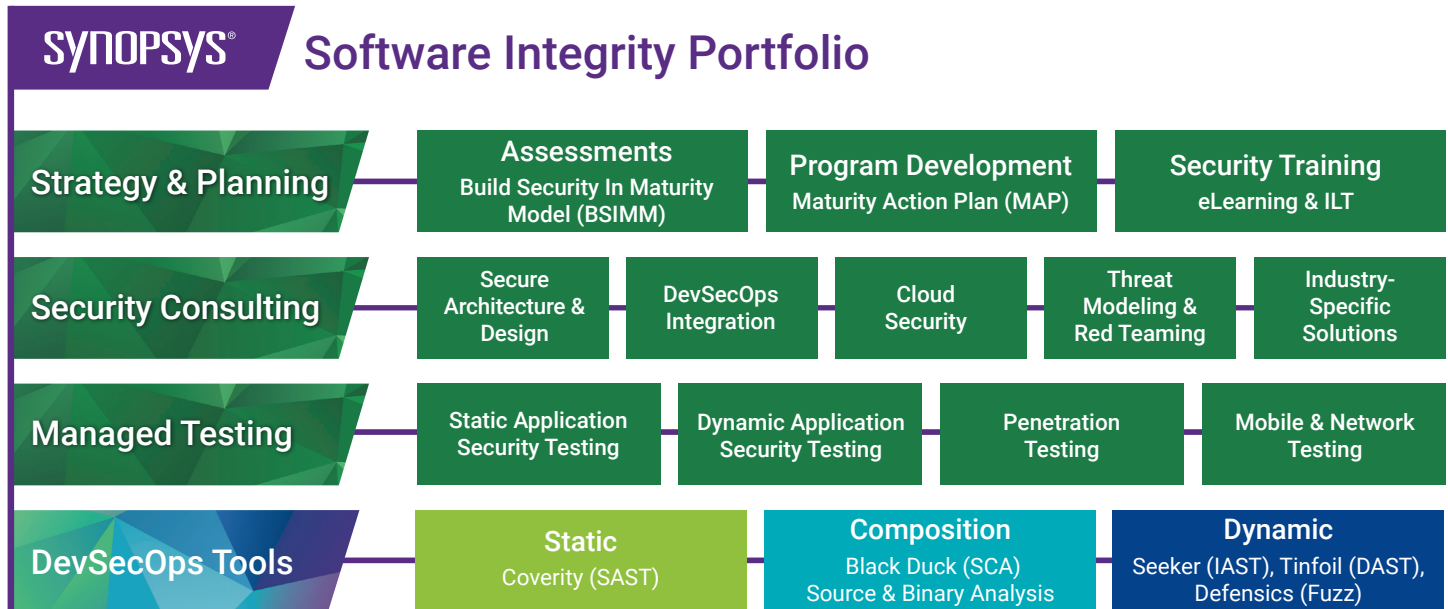 SYNOPSYS®
Software Integrity Portfolio
Strategy & Planning
Assessments
Build Security In Maturity
Model (BSIMM)
Program Development
Maturity Action Plan (MAP)
Security Training
eLearning & ILT
Security Consulting
Secure
Architecture &
Design
DevSecOps
Integration
Cloud
Security
Threat
Modeling &
Red Teaming
Industry-
Specific
Solutions
Managed Testing
Static Application
Security Testing
Dynamic Application
Security Testing
Penetration
Testing
Mobile & Network
Testing
DevSecOps Tools
Static
Coverity (SAST)
Composition
Black Duck (SCA)
Source & Binary Analysis
Dynamic
Seeker (IAST), Tinfoil (DAST),
Defensics (Fuzz)